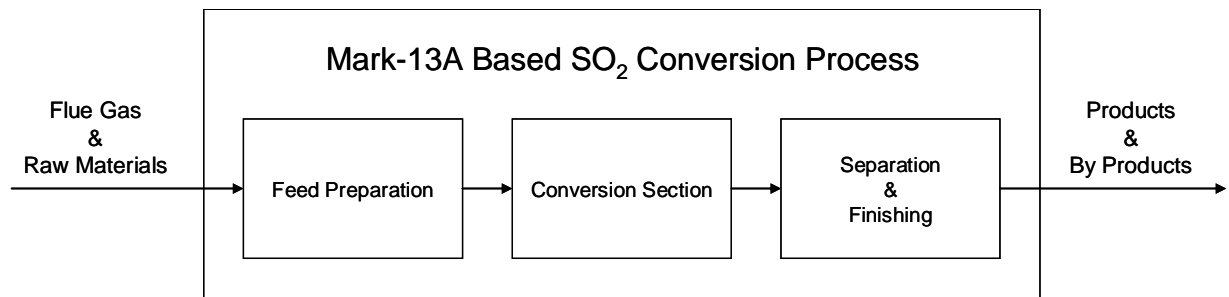 Mark-13A Based SO₂ Conversion Process
Flue Gas
&
Raw Materials
Feed Preparation
Conversion Section
Separation
&
Finishing
Products
&
By Products